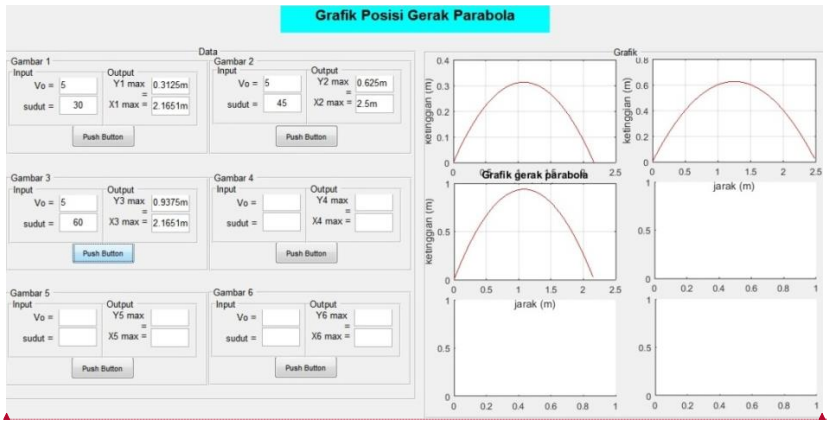 Grafik Posisi Gerak Parabola
Data
Gambar 1
Input
Vo = 5
sudut = 30
Output
Y1 max = 0.3125m
X1 max = 2.1651m
Push Button
Gambar 2
Input
Vo = 5
sudut = 45
Output
Y2 max = 0.625m
X2 max = 2.5m
Push Button
Gambar 3
Input
Vo = 5
sudut = 60
Output
Y3 max = 0.9375m
X3 max = 2.1651m
Push Button
Gambar 4
Input
Vo =
sudut =
Output
Y4 max =
X4 max =
Push Button
Gambar 5
Input
Vo =
sudut =
Output
Y5 max =
X5 max =
Push Button
Gambar 6
Input
Vo =
sudut =
Output
Y6 max =
X6 max =
Push Button
Grafik
ketinggian (m)
0.4
0.3
0.2
0.1
0
0 0.5 1 1.5 2 2.5
ketinggian (m)
0.8
0.6
0.4
0.2
0
0 0.5 1 1.5 2 2.5
jarak (m)
Grafik gerak parabola
ketinggian (m)
1
0.5
0
0 0.5 1 1.5 2 2.5
jarak (m)
1
0.5
0
0 0.2 0.4 0.6 0.8 1
1
0.5
0
0 0.2 0.4 0.6 0.8 1
1
0.5
0
0 0.2 0.4 0.6 0.8 1